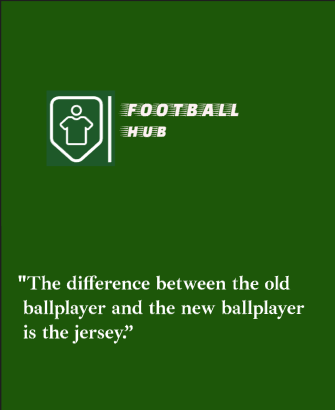 FOOTBALL
HUB
"The difference between the old
ballplayer and the new ballplayer
is the jersey.”